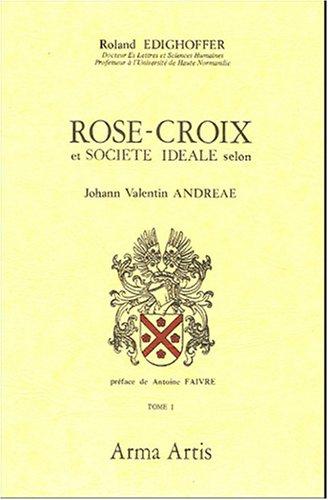 Roland EDIGHOFFER
Docteur Es Lettres et Sciences Humaines
Professeur à l'Université de Haute Normandie
ROSE-CROIX
et SOCIETE IDEALE selon
Johann Valentin ANDREAE
préface de Antoine FAIVRE
TOME I
Arma Artis